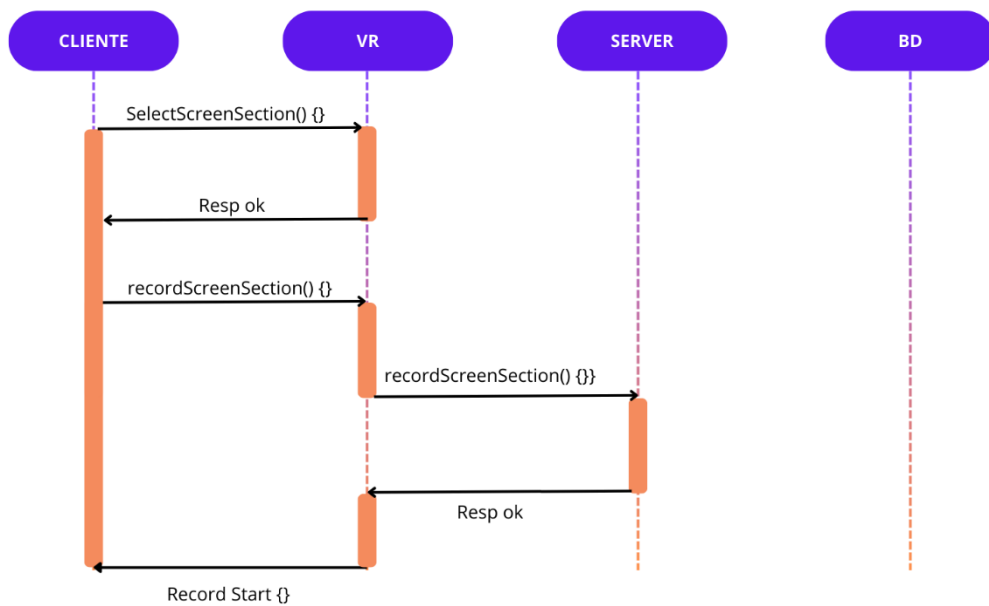 CLIENTE
VR
SERVER
BD
SelectScreenSection() {}
Resp ok
recordScreenSection() {}
recordScreenSection() {}}
Resp ok
Record Start {}